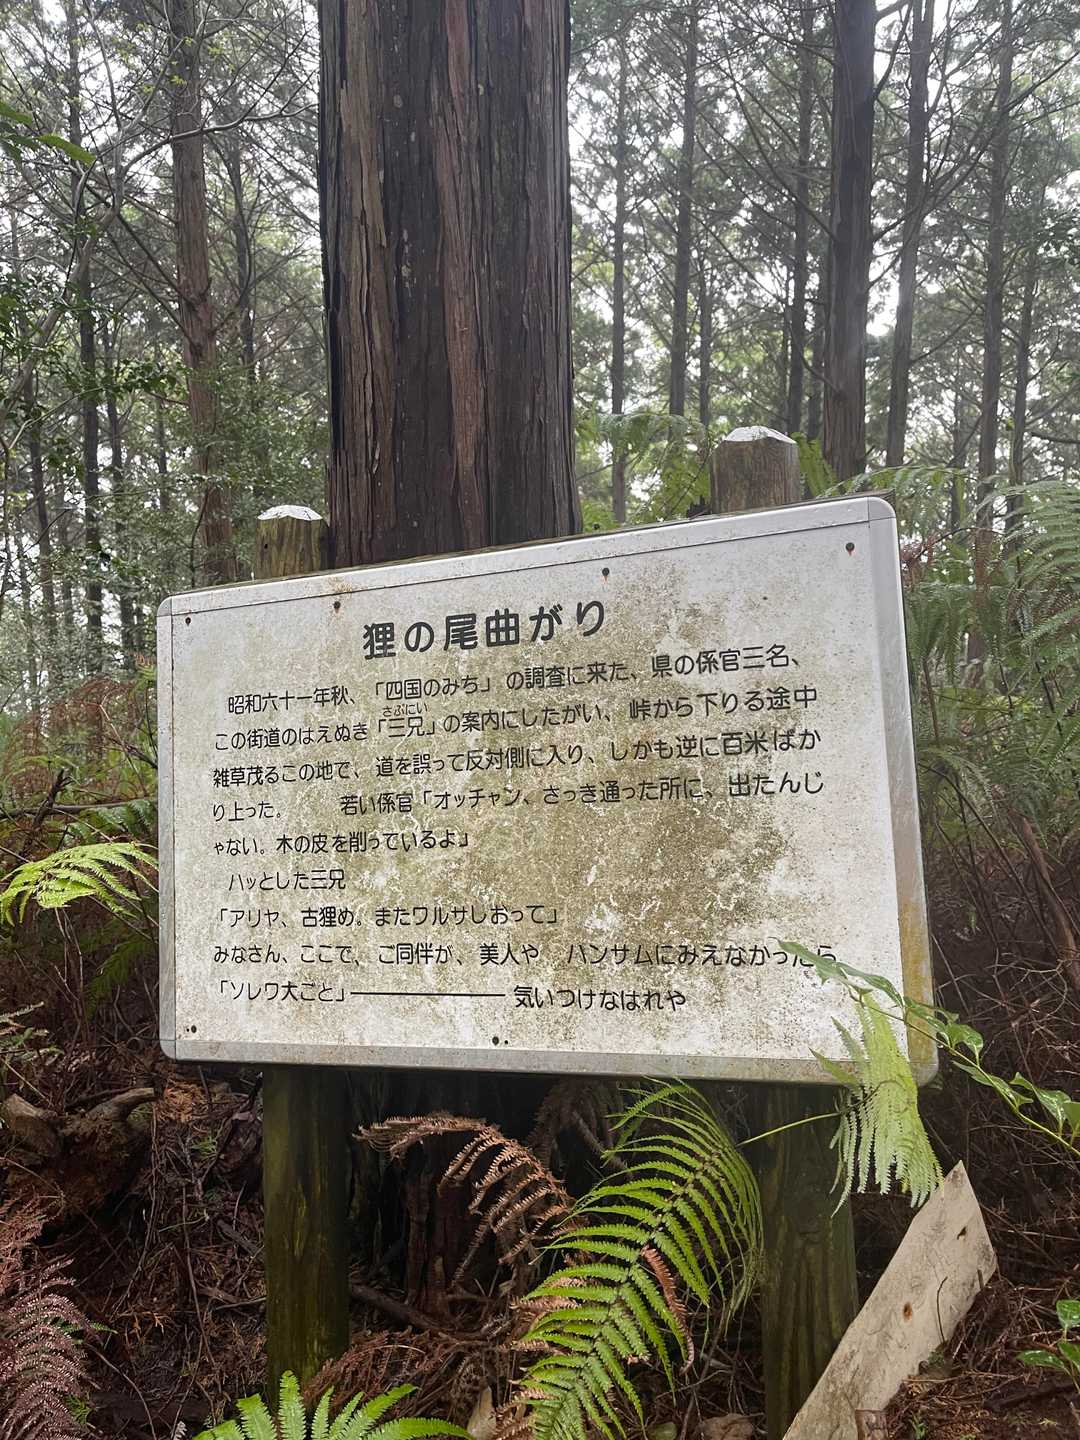 狸の尾曲がり
昭和六十一年秋、「四国のみち」の調査に来た、県の係官三名、
さぶにい
この街道のはえぬき「三兄」の案内にしたがい、峠から下りる途中
雑草茂るこの地で、道を誤って反対側に入り、しかも逆に百米ばか
り上った。 若い係官「オッチャン、さっき通った所に、出たんじ
ゃない。木の皮を削っているよ」
ハッとした三兄
「アリヤ、古狸め。またワルサしおって」
みなさん、ここで、ご同伴が、美人や ハンサムにみえなかったら
「ソレワ大ごと」――――――気いつけなはれや